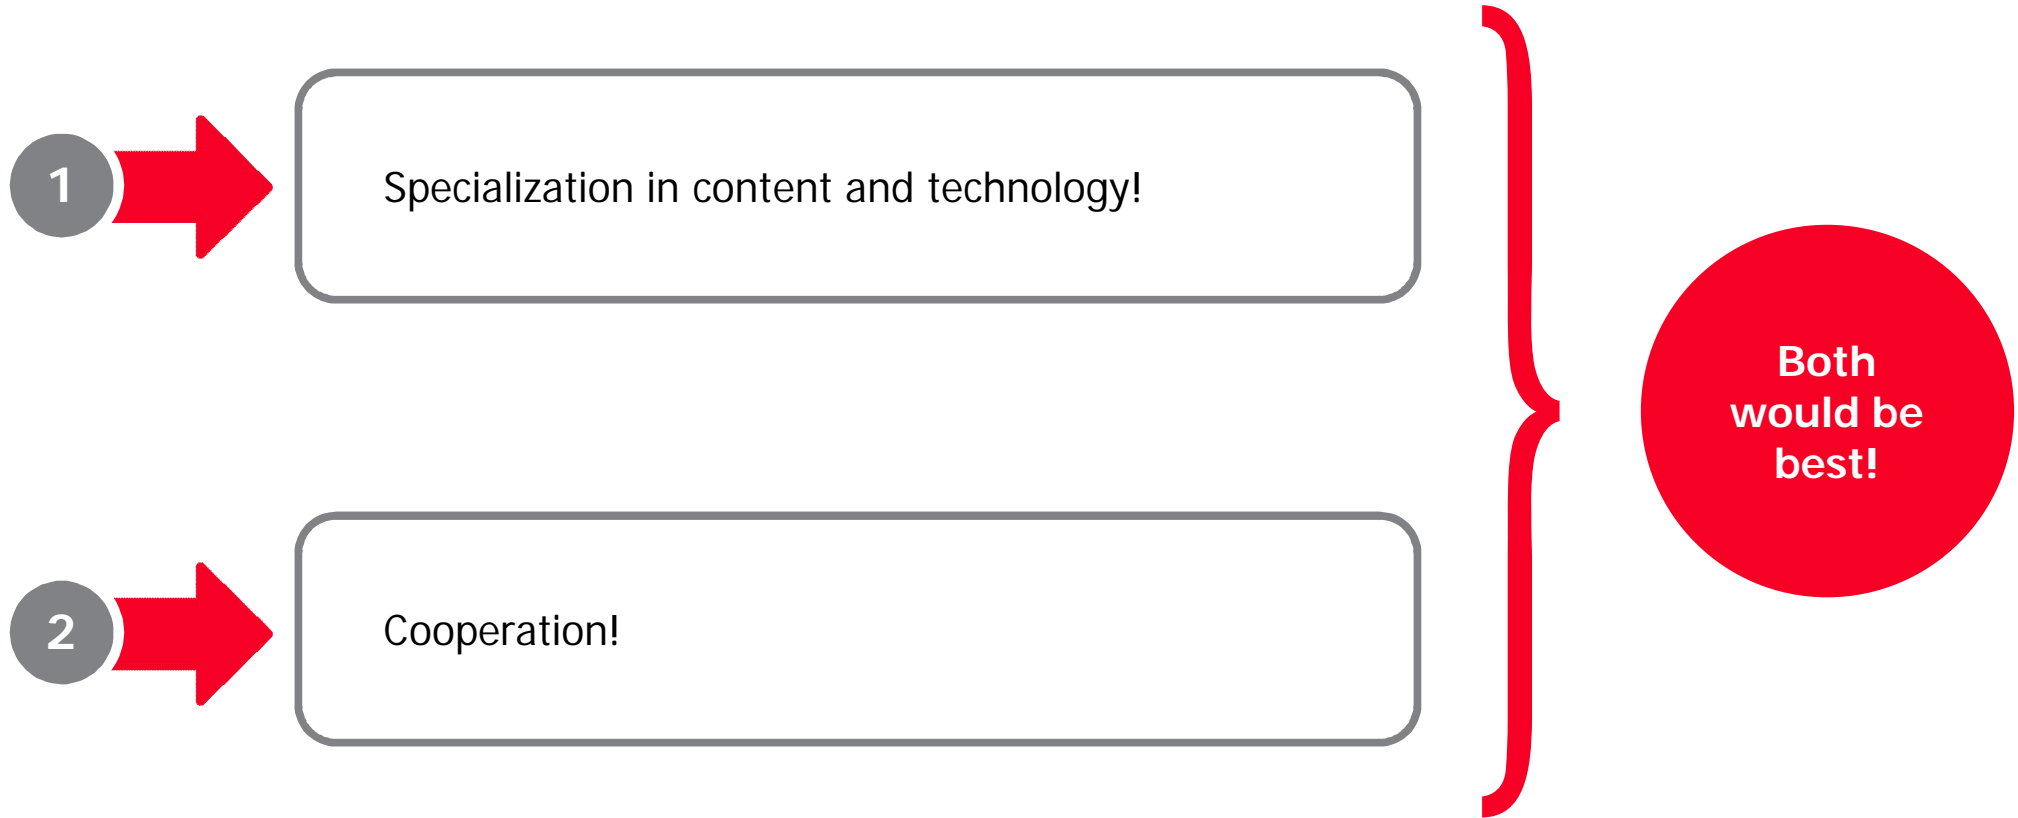 1
Specialization in content and technology!
2
Cooperation!
Both
would be
best!